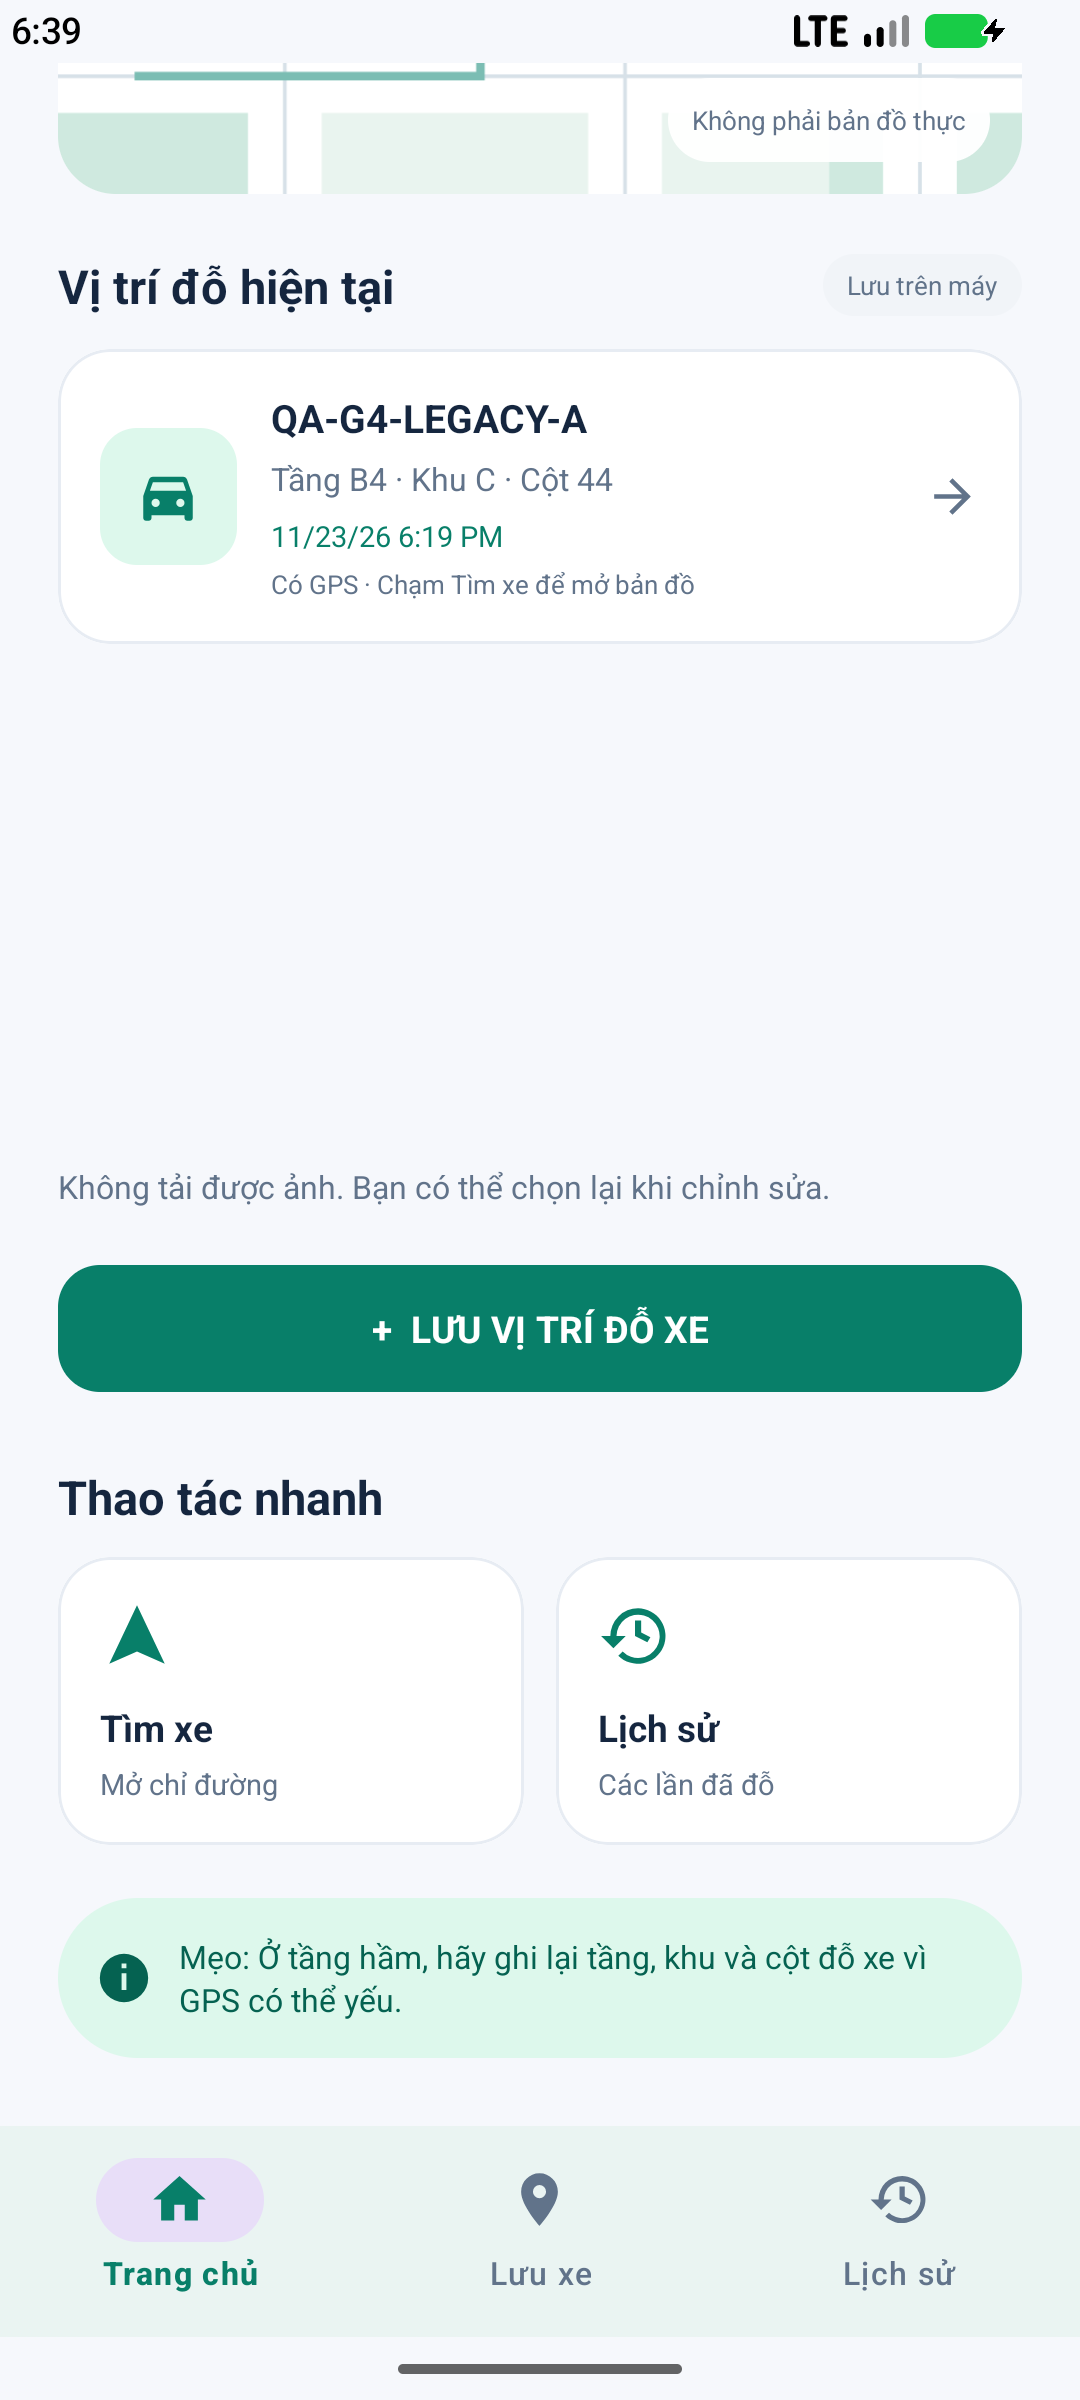 6:39
LTE
Không phải bản đồ thực
Vị trí đỗ hiện tại
Lưu trên máy
QA-G4-LEGACY-A
Tầng B4 · Khu C · Cột 44
11/23/26 6:19 PM
Có GPS · Chạm Tìm xe để mở bản đồ
Không tải được ảnh. Bạn có thể chọn lại khi chỉnh sửa.
+ LƯU VỊ TRÍ ĐỖ XE
Thao tác nhanh
Tìm xe
Mở chỉ đường
Lịch sử
Các lần đã đỗ
Mẹo: Ở tầng hầm, hãy ghi lại tầng, khu và cột đỗ xe vì
GPS có thể yếu.
Trang chủ
Lưu xe
Lịch sử